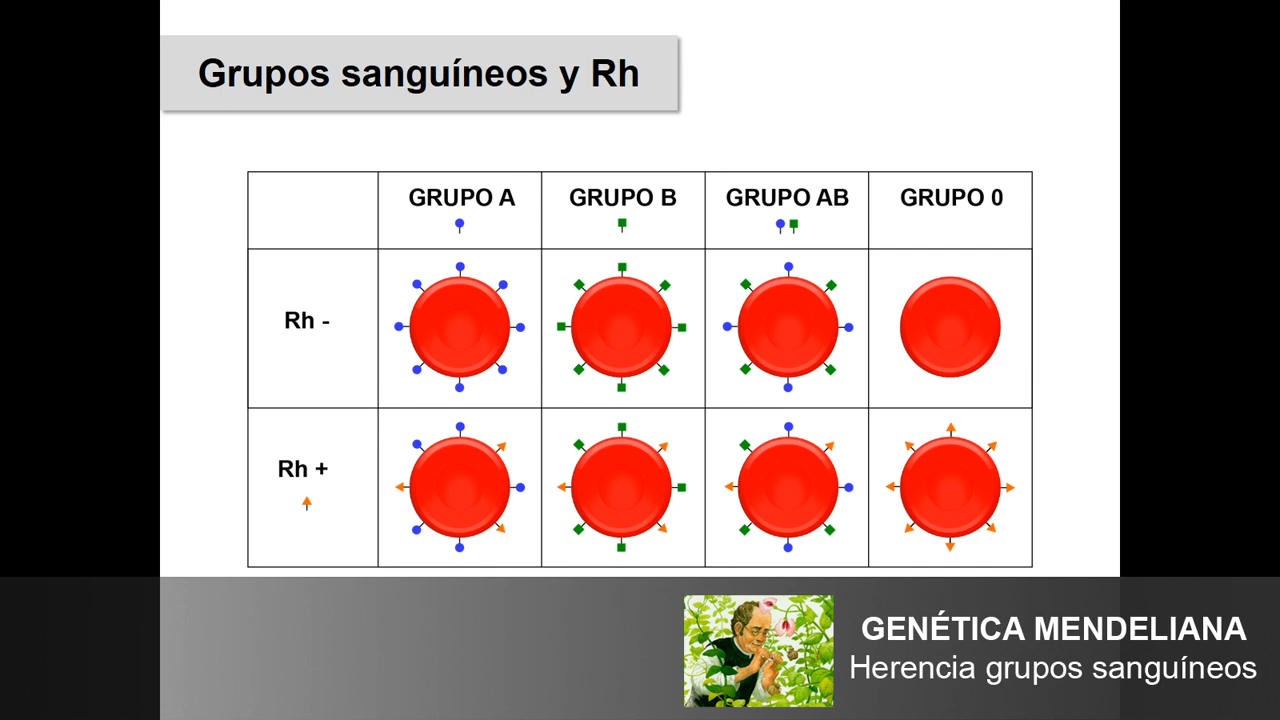 Grupos sanguíneos y Rh
GRUPO A
GRUPO B
GRUPO AB
GRUPO 0
Rh -
Rh +
GENÉTICA MENDELIANA
Herencia grupos sanguíneos